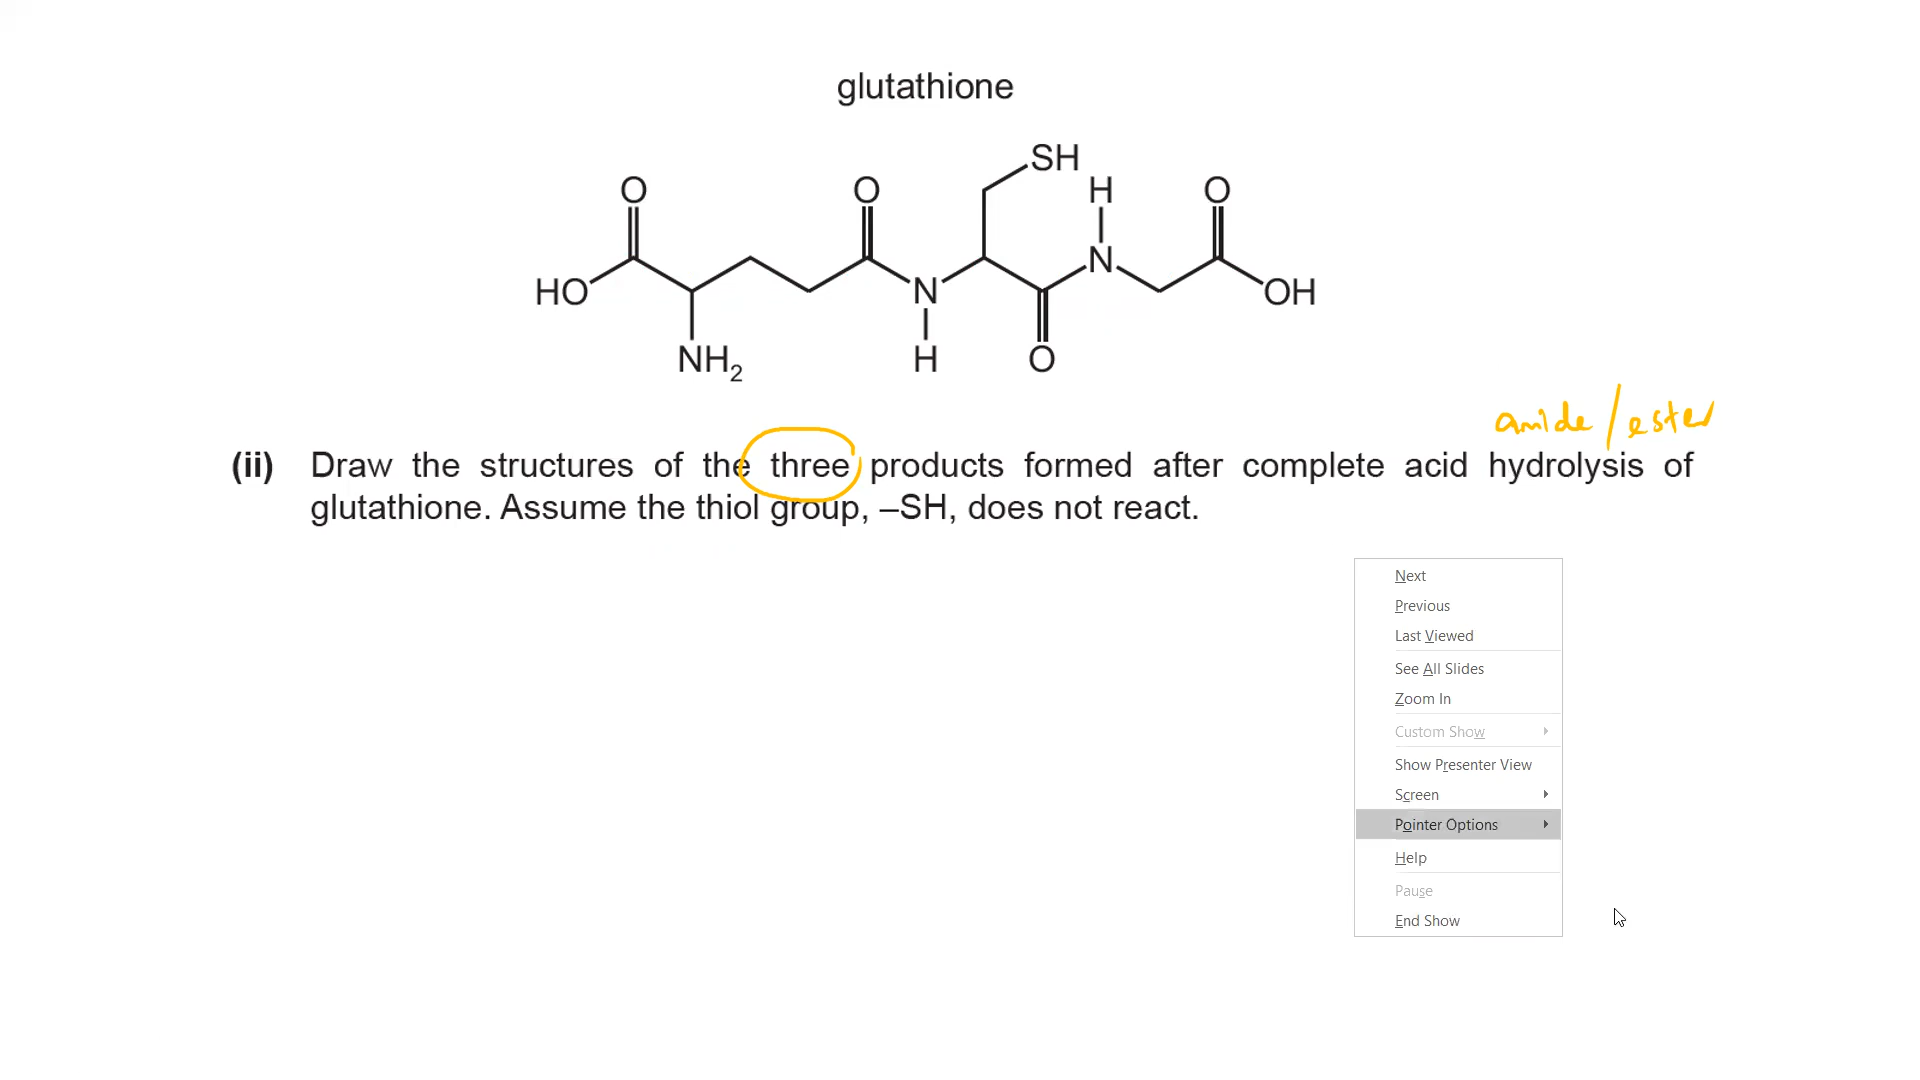 glutathione
SH
O O H O
HO N N OH
NH2 H O
amide / ester
(ii) Draw the structures of the three products formed after complete acid hydrolysis of
glutathione. Assume the thiol group, –SH, does not react.
Next
Previous
Last Viewed
See All Slides
Zoom In
Custom Show
Show Presenter View
Screen
Pointer Options
Help
Pause
End Show